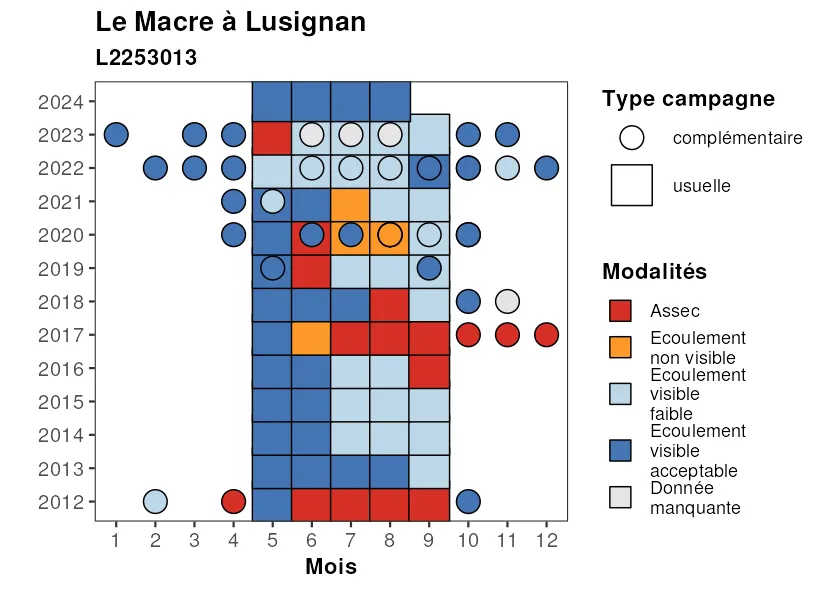 Le Macre à Lusignan
L2253013
2024
2023
2022
2021
2020
2019
2018
2017
2016
2015
2014
2013
2012
1 2 3 4 5 6 7 8 9 10 11 12
Mois
Type campagne
complémentaire
usuelle
Modalités
Assec
Ecoulement
non visible
Ecoulement
visible
faible
Ecoulement
visible
acceptable
Donnée
manquante